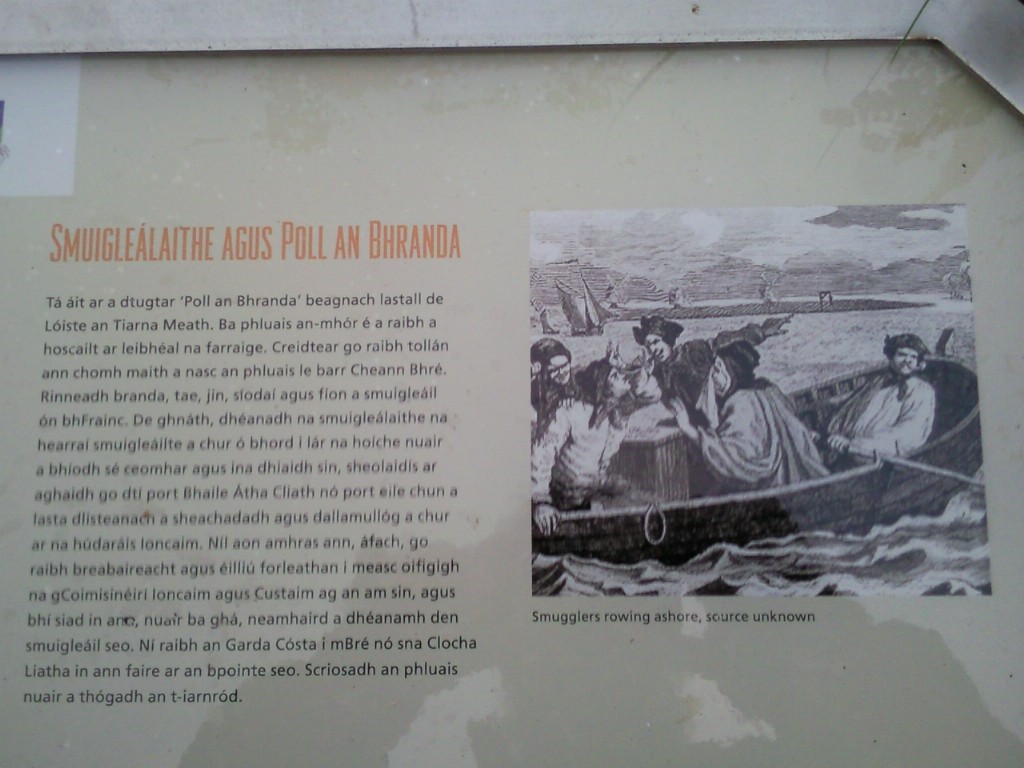 SMUIGLEÁLAITHE AGUS POLL AN BHRANDA
Tá áit ar a dtugtar ‘Poll an Bhranda’ beagnach lastall de
Lóiste an Tiarna Meath. Ba phluais an-mhór é a raibh a
hoscailt ar leibhéal na farraige. Creidtear go raibh tollán
ann chomh maith a nasc an phluais le barr Cheann Bhré.
Rinneadh branda, tae, jin, síodaí agus fíon a smuigleáil
ón bhFrainc. De ghnáth, dhéanadh na smuigleálaithe na
hearraí smuigleáilte a chur ó bhord i lár na hoíche nuair
a bhíodh sé ceomhar agus ina dhiaidh sin, sheolaidís ar
aghaidh go dtí port Bhaile Átha Cliath nó port eile chun a
lasta dlisteanach a sheachadadh agus dallamullóg a chur
ar na húdaráis Ioncaim. Níl aon amhras ann, áfach, go
raibh breabaireacht agus éilliú forleathan i measc oifigigh
na gCoimisinéirí Ioncaim agus Custaim ag an am sin, agus
bhí siad in ann, nuair ba ghá, neamhaird a dhéanamh den
smuigleáil seo. Ní raibh an Garda Cósta i mBré nó sna Clocha
Liatha in ann faire ar an bpointe seo. Scriosadh an phluais
nuair a thógadh an t-iarnród.
Smugglers rowing ashore, source unknown